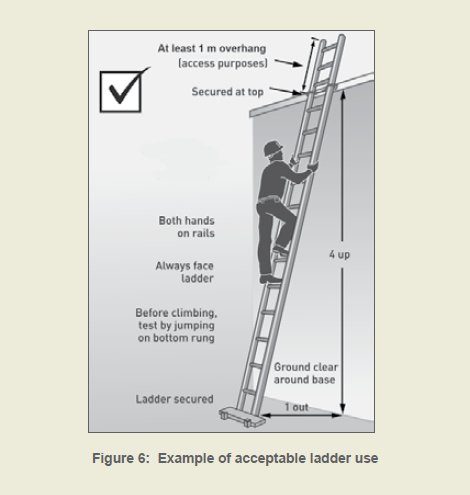 At least 1 m overhang
(access purposes)
Secured at top
Both hands
on rails
4 up
Always face
ladder
Before climbing,
test by jumping
on bottom rung
Ground clear
around base
Ladder secured
1 out
Figure 6: Example of acceptable ladder use